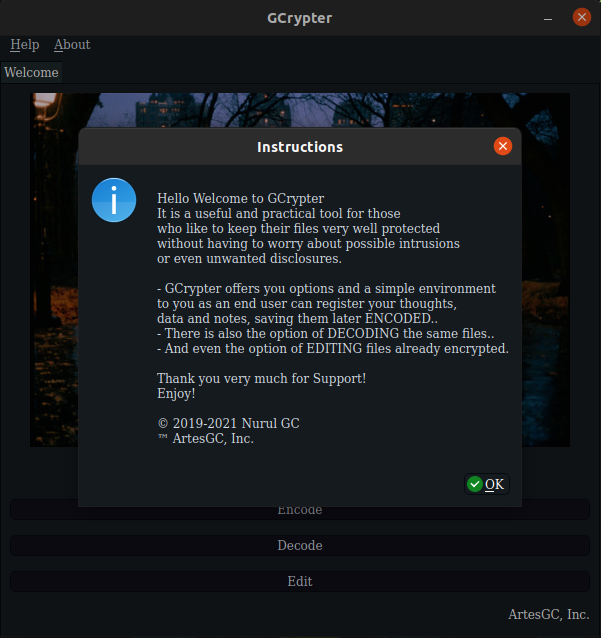 GCrypter
Help About
Welcome
Instructions
Hello Welcome to GCrypter
It is a useful and practical tool for those
who like to keep their files very well protected
without having to worry about possible intrusions
or even unwanted disclosures.
- GCrypter offers you options and a simple environment
to you as an end user can register your thoughts,
data and notes, saving them later ENCODED..
- There is also the option of DECODING the same files..
- And even the option of EDITING files already encrypted.
Thank you very much for Support!
Enjoy!
© 2019-2021 Nurul GC
™ ArtesGC, Inc.
OK
Encode
Decode
Edit
ArtesGC, Inc.